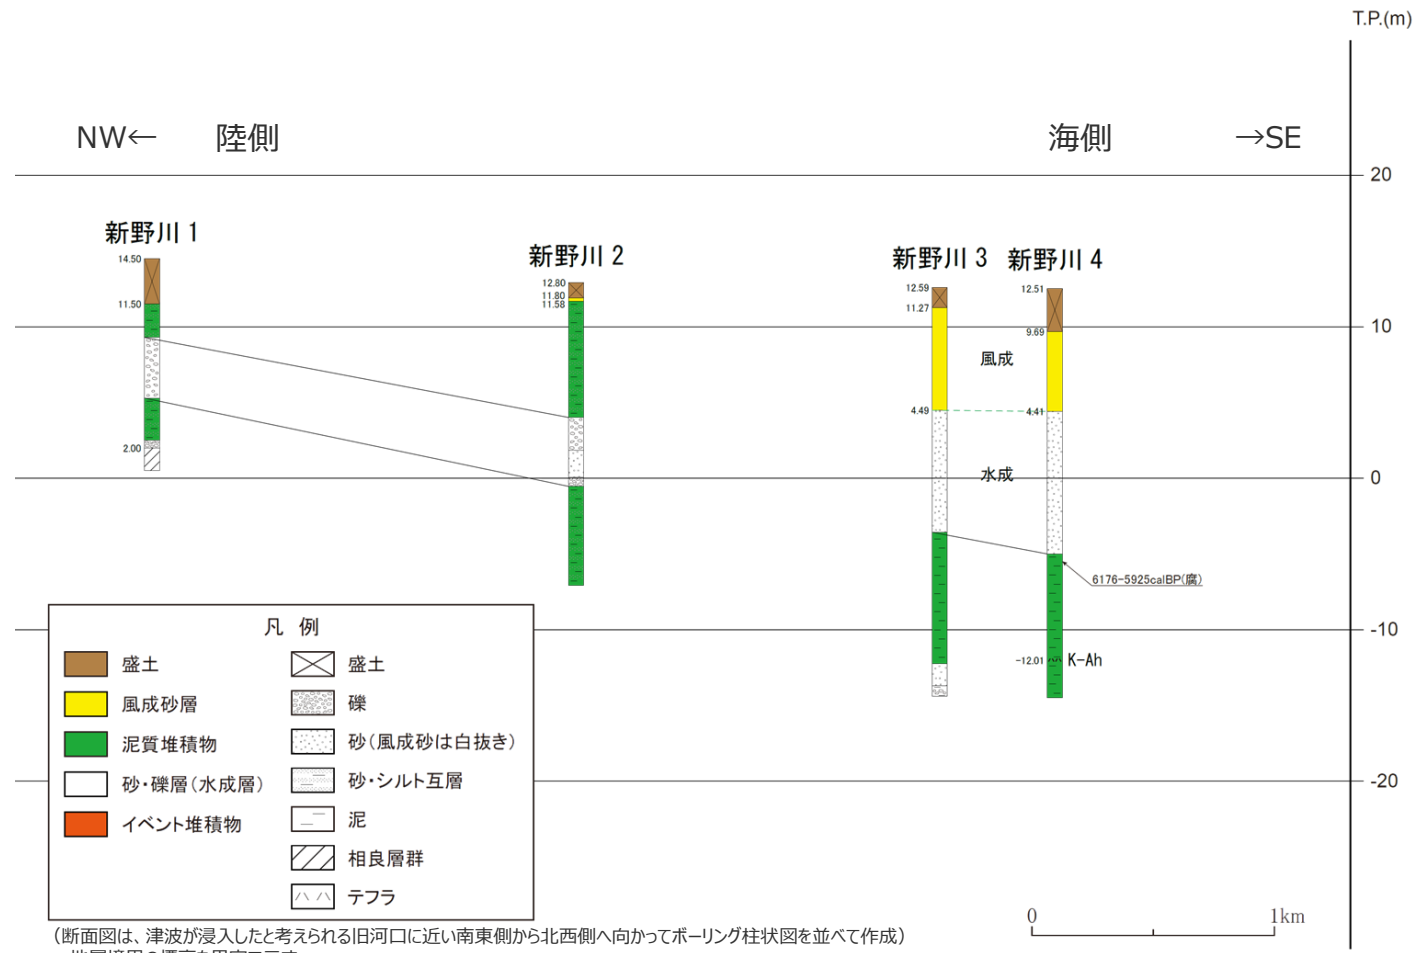 T.P.(m)
NW← 陸側 海側 →SE
20
新野川1
新野川2
新野川3
新野川4
14.50
11.50
2.00
12.80
11.80
11.58
12.59
11.27
4.49
12.51
9.69
4.41
10
風成
0
水成
6176-5925calBP(腐)
-10
-12.01 K-Ah
-20
凡 例
盛土
風成砂層
泥質堆積物
砂・礫層(水成層)
イベント堆積物
盛土
礫
砂(風成砂は白抜き)
砂・シルト互層
泥
相良層群
テフラ
0 1km
(断面図は、津波が浸入したと考えられる旧河口に近い南東側から北西側へ向かってボーリング柱状図を並べて作成)